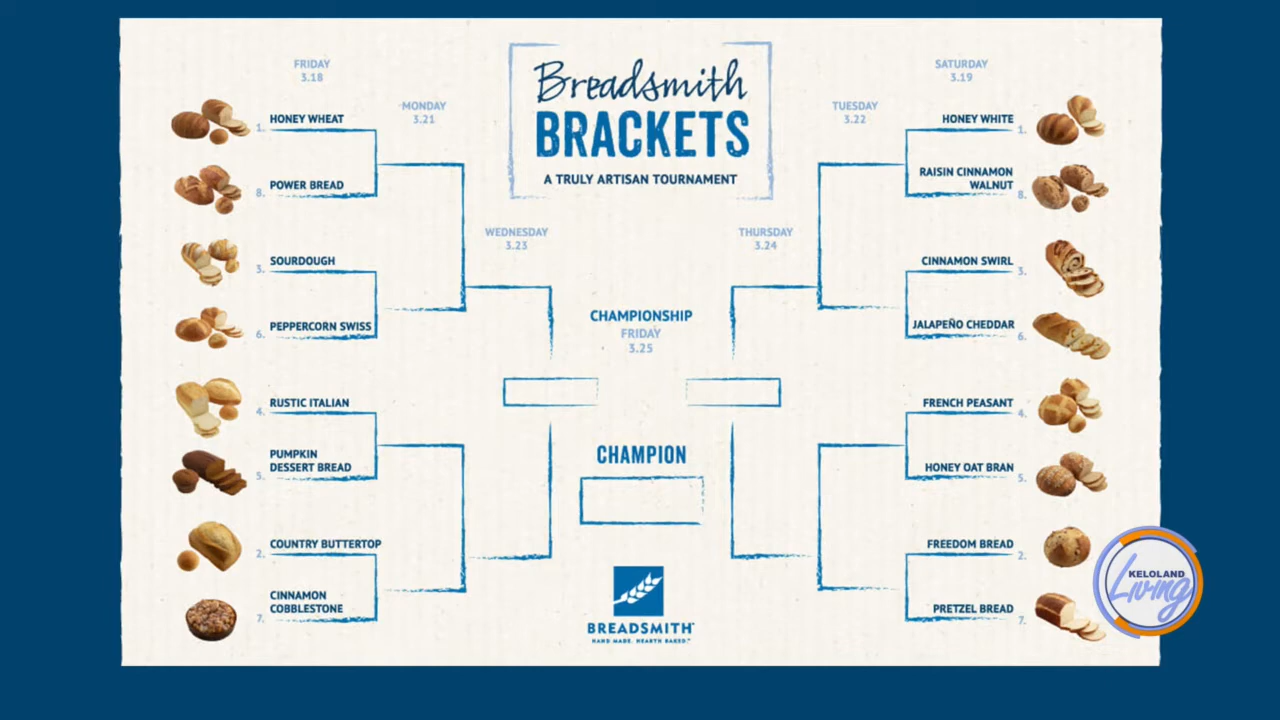 Breadsmith
BRACKETS
A TRULY ARTISAN TOURNAMENT
FRIDAY
3.18
MONDAY
3.21
WEDNESDAY
3.23
1. HONEY WHEAT
8. POWER BREAD
3. SOURDOUGH
6. PEPPERCORN SWISS
4. RUSTIC ITALIAN
PUMPKIN
5. DESSERT BREAD
2. COUNTRY BUTTERTOP
CINNAMON
7. COBBLESTONE
CHAMPIONSHIP
FRIDAY
3.25
CHAMPION
BREADSMITH
HAND MADE. HEARTH BAKED.™
SATURDAY
3.19
TUESDAY
3.22
THURSDAY
3.24
HONEY WHITE 1.
RAISIN CINNAMON
WALNUT 8.
CINNAMON SWIRL 3.
JALAPEÑO CHEDDAR 6.
FRENCH PEASANT 4.
HONEY OAT BRAN 5.
FREEDOM BREAD 2.
PRETZEL BREAD 7.
KELOLAND
Living